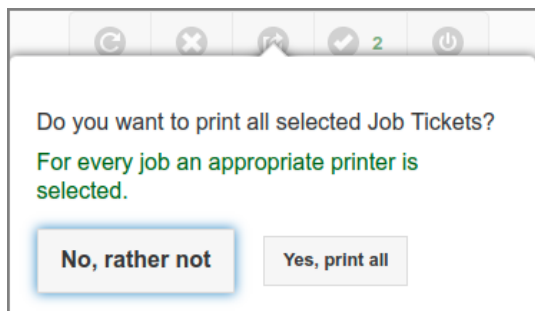 2
Do you want to print all selected Job Tickets?
For every job an appropriate printer is
selected.
No, rather not
Yes, print all